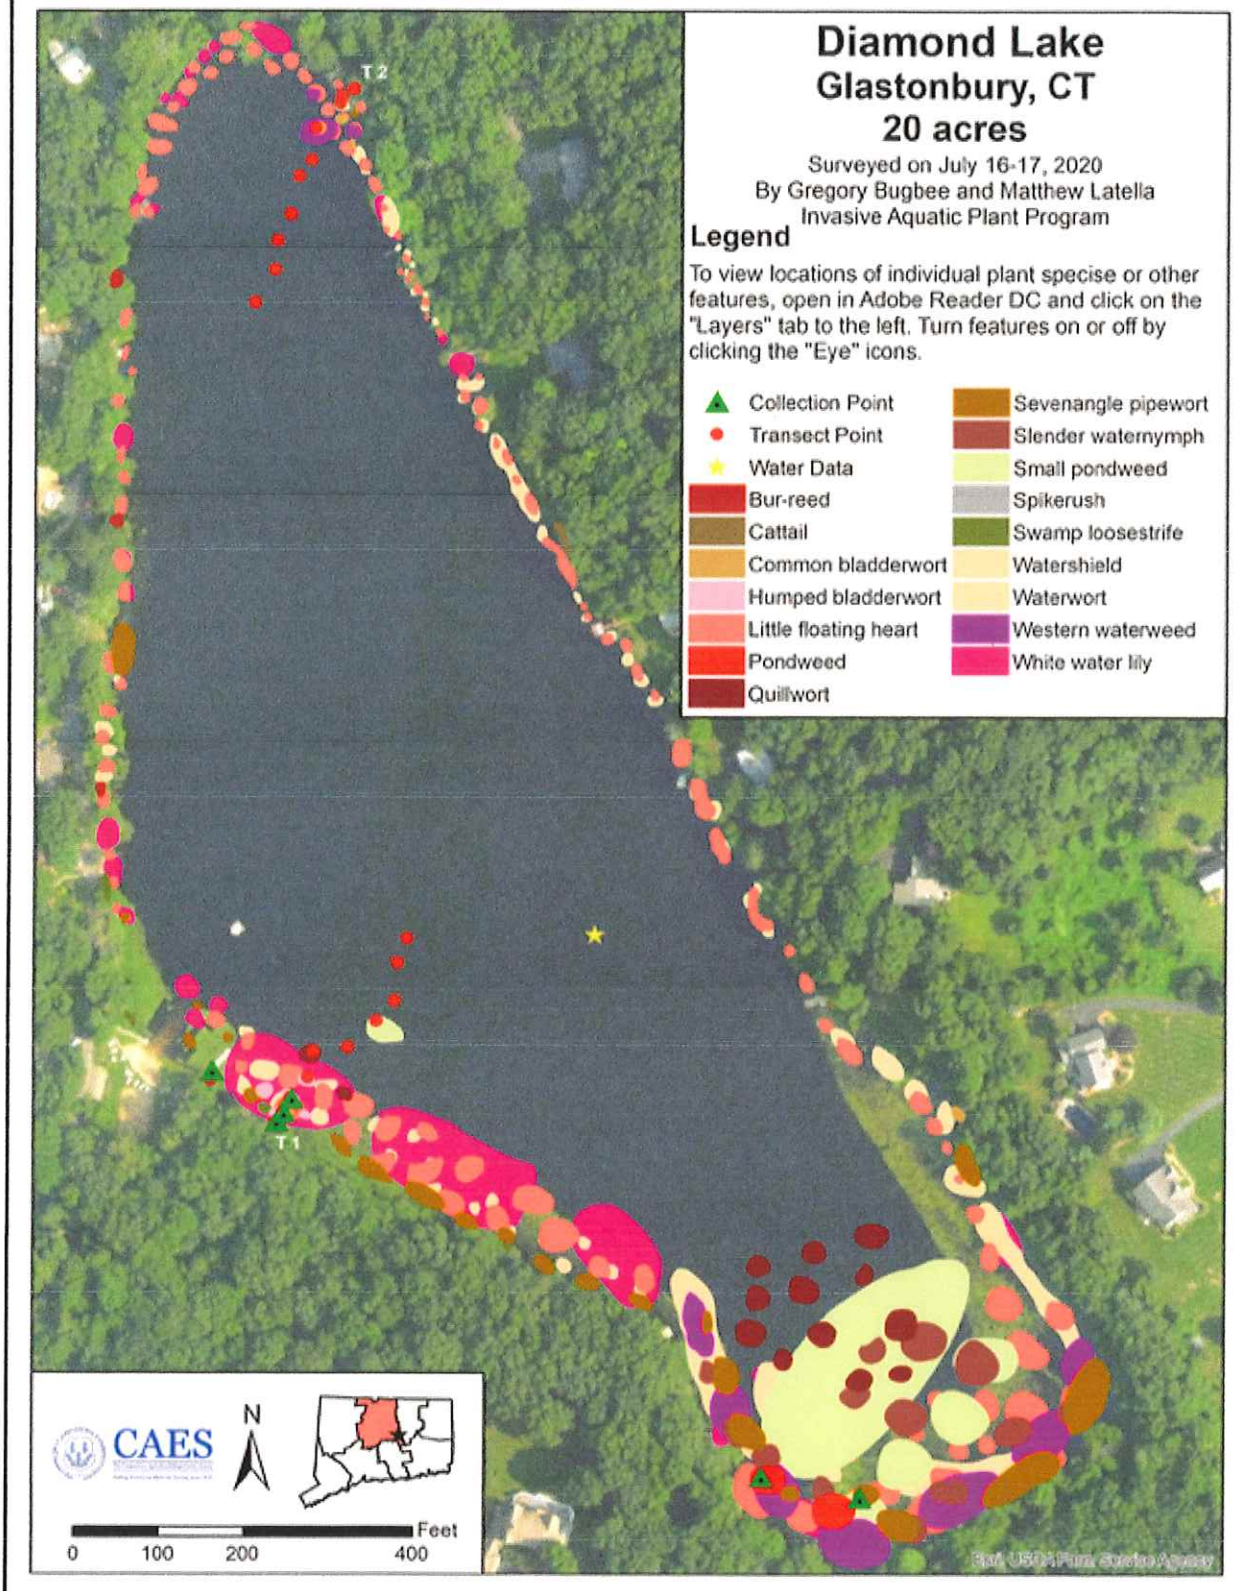 Diamond Lake
Glastonbury, CT
20 acres
Surveyed on July 16-17, 2020
By Gregory Bugbee and Matthew Latella
Invasive Aquatic Plant Program
Legend
To view locations of individual plant specise or other
features, open in Adobe Reader DC and click on the
"Layers" tab to the left. Turn features on or off by
clicking the "Eye" icons.
Collection Point
Transect Point
Water Data
Bur-reed
Cattail
Common bladderwort
Humped bladderwort
Little floating heart
Pondweed
Quillwort
Sevenangle pipewort
Slender waternymph
Small pondweed
Spikerush
Swamp loosestrife
Watershield
Waterwort
Western waterweed
White water lily
T 2
T 1
CAES
N
Feet
0 100 200 400
Esri, USDA Farm Service Agency